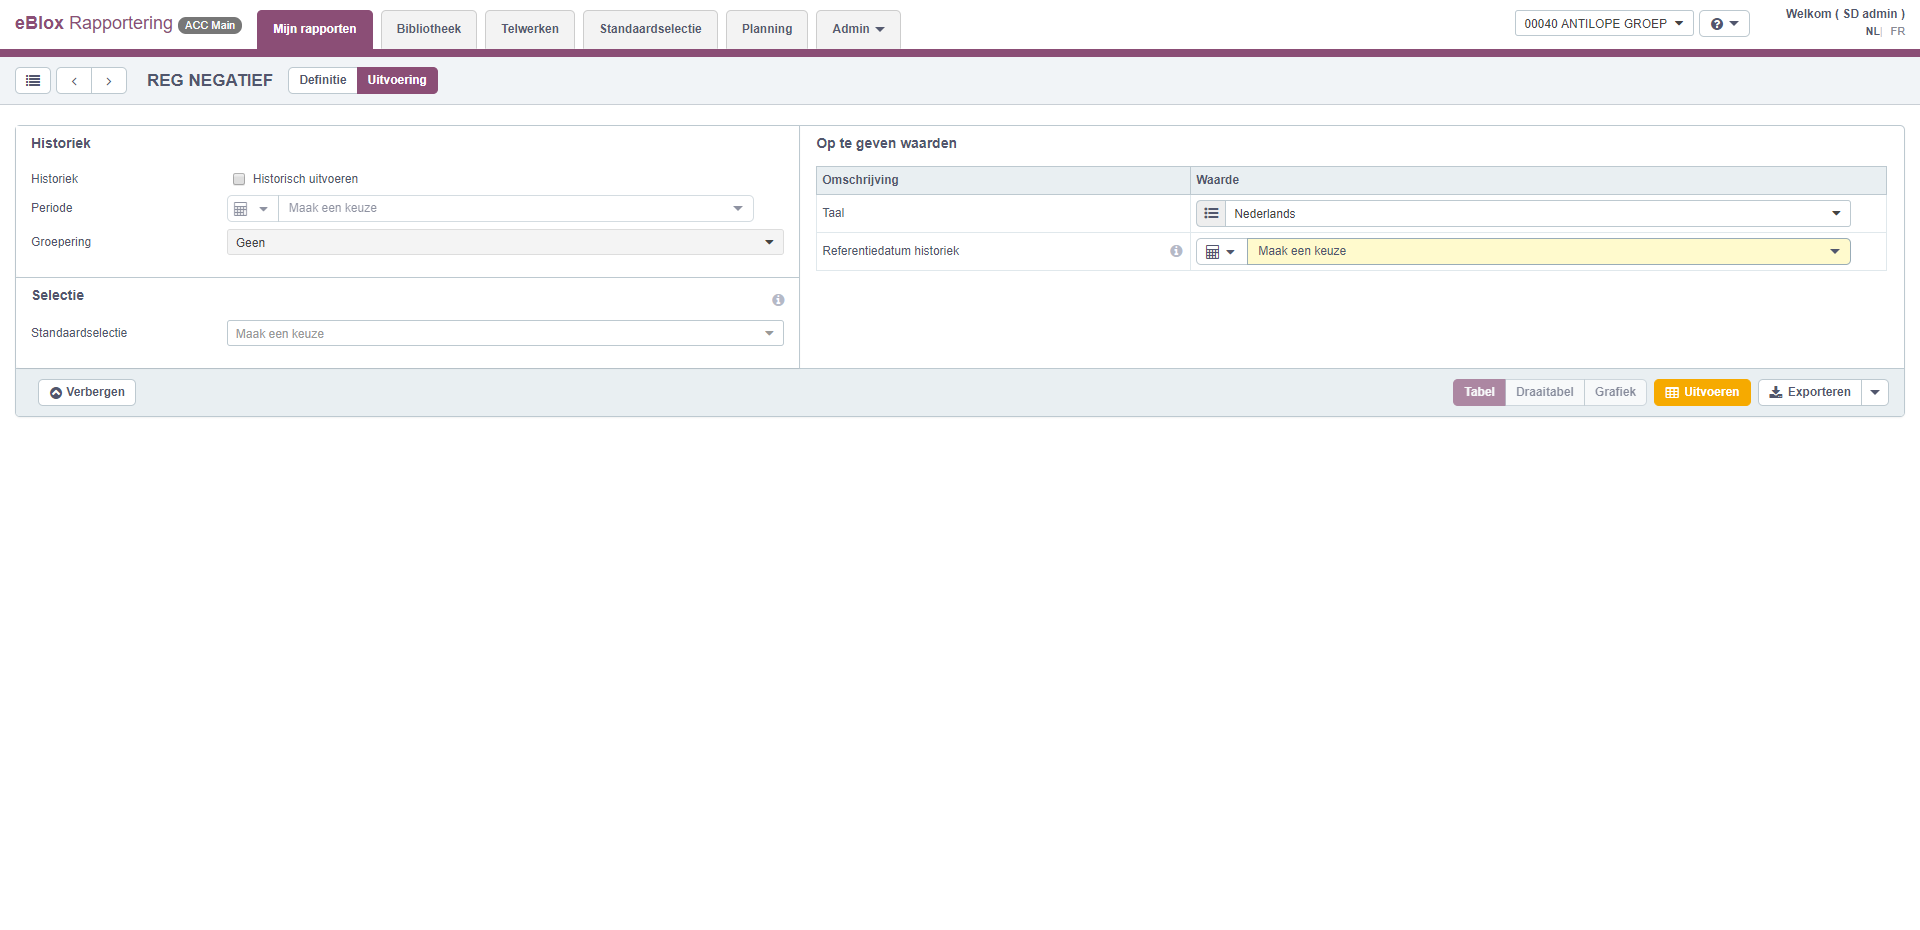 eBlox Rapportering ACC Main
Mijn rapporten Bibliotheek Telwerken Standaardselectie Planning Admin
00040 ANTILOPE GROEP
Welkom ( SD admin )
NL| FR
REG NEGATIEF Definitie Uitvoering
Historiek
Historiek Historisch uitvoeren
Periode Maak een keuze
Groepering Geen
Selectie
Standaardselectie Maak een keuze
Op te geven waarden
Omschrijving Waarde
Taal Nederlands
Referentiedatum historiek Maak een keuze
Verbergen Tabel Draaitabel Grafiek Uitvoeren Exporteren